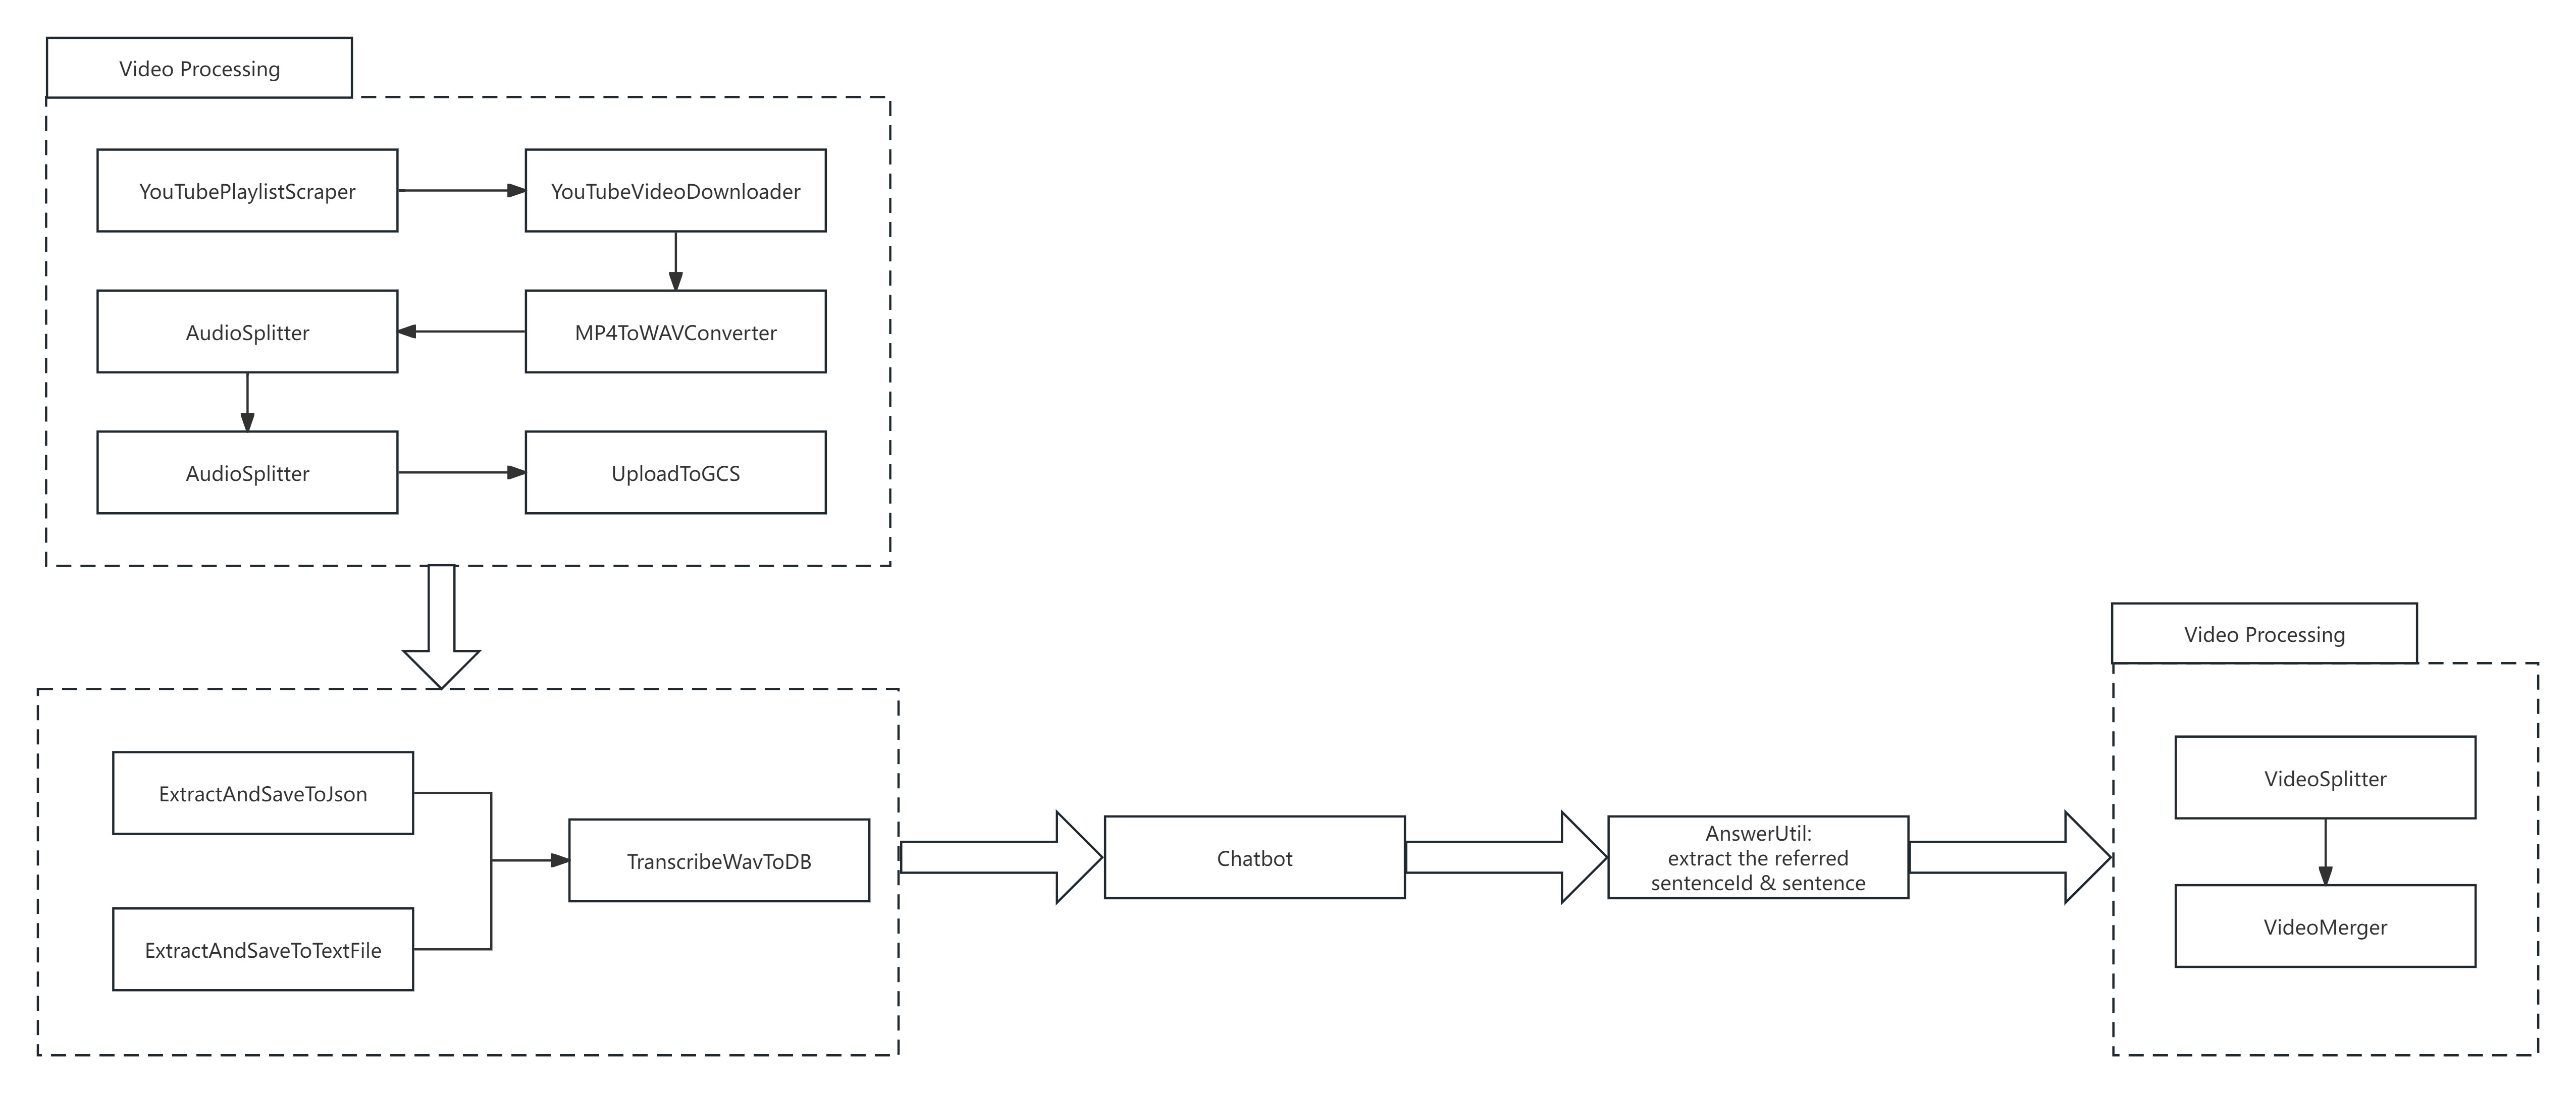 Video Processing
YouTubePlaylistScraper
YouTubeVideoDownloader
AudioSplitter
MP4ToWAVConverter
AudioSplitter
UploadToGCS
ExtractAndSaveToJson
ExtractAndSaveToTextFile
TranscribeWavToDB
Chatbot
AnswerUtil:
extract the referred
sentenceId & sentence
Video Processing
VideoSplitter
VideoMerger